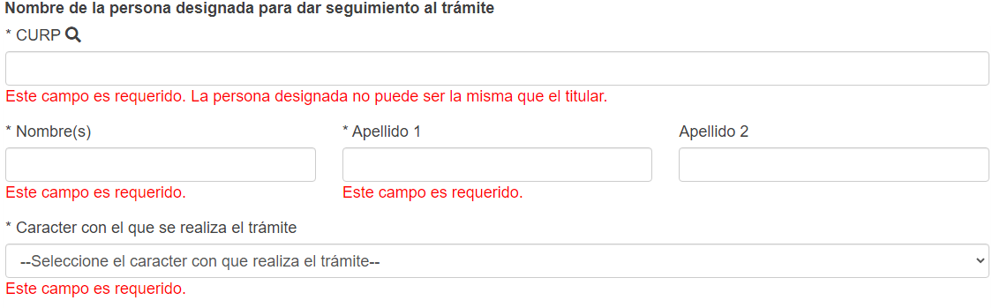 Nombre de la persona designada para dar seguimiento al trámite
* CURP
Este campo es requerido. La persona designada no puede ser la misma que el titular.
* Nombre(s) * Apellido 1 Apellido 2
Este campo es requerido. Este campo es requerido.
* Caracter con el que se realiza el trámite
--Seleccione el caracter con que realiza el trámite--
Este campo es requerido.